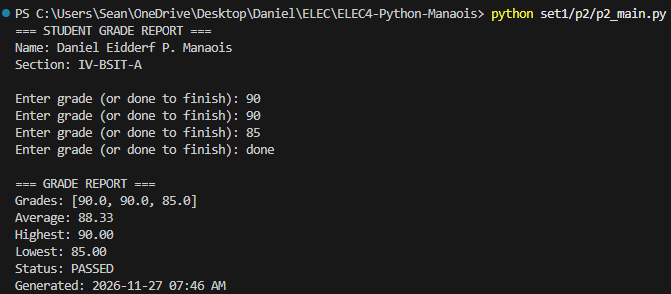 PS C:\Users\Sean\OneDrive\Desktop\Daniel\ELEC\ELEC4-Python-Manaois> python set1/p2/p2_main.py
=== STUDENT GRADE REPORT ===
Name: Daniel Eidderf P. Manaois
Section: IV-BSIT-A
Enter grade (or done to finish): 90
Enter grade (or done to finish): 90
Enter grade (or done to finish): 85
Enter grade (or done to finish): done
=== GRADE REPORT ===
Grades: [90.0, 90.0, 85.0]
Average: 88.33
Highest: 90.00
Lowest: 85.00
Status: PASSED
Generated: 2026-11-27 07:46 AM